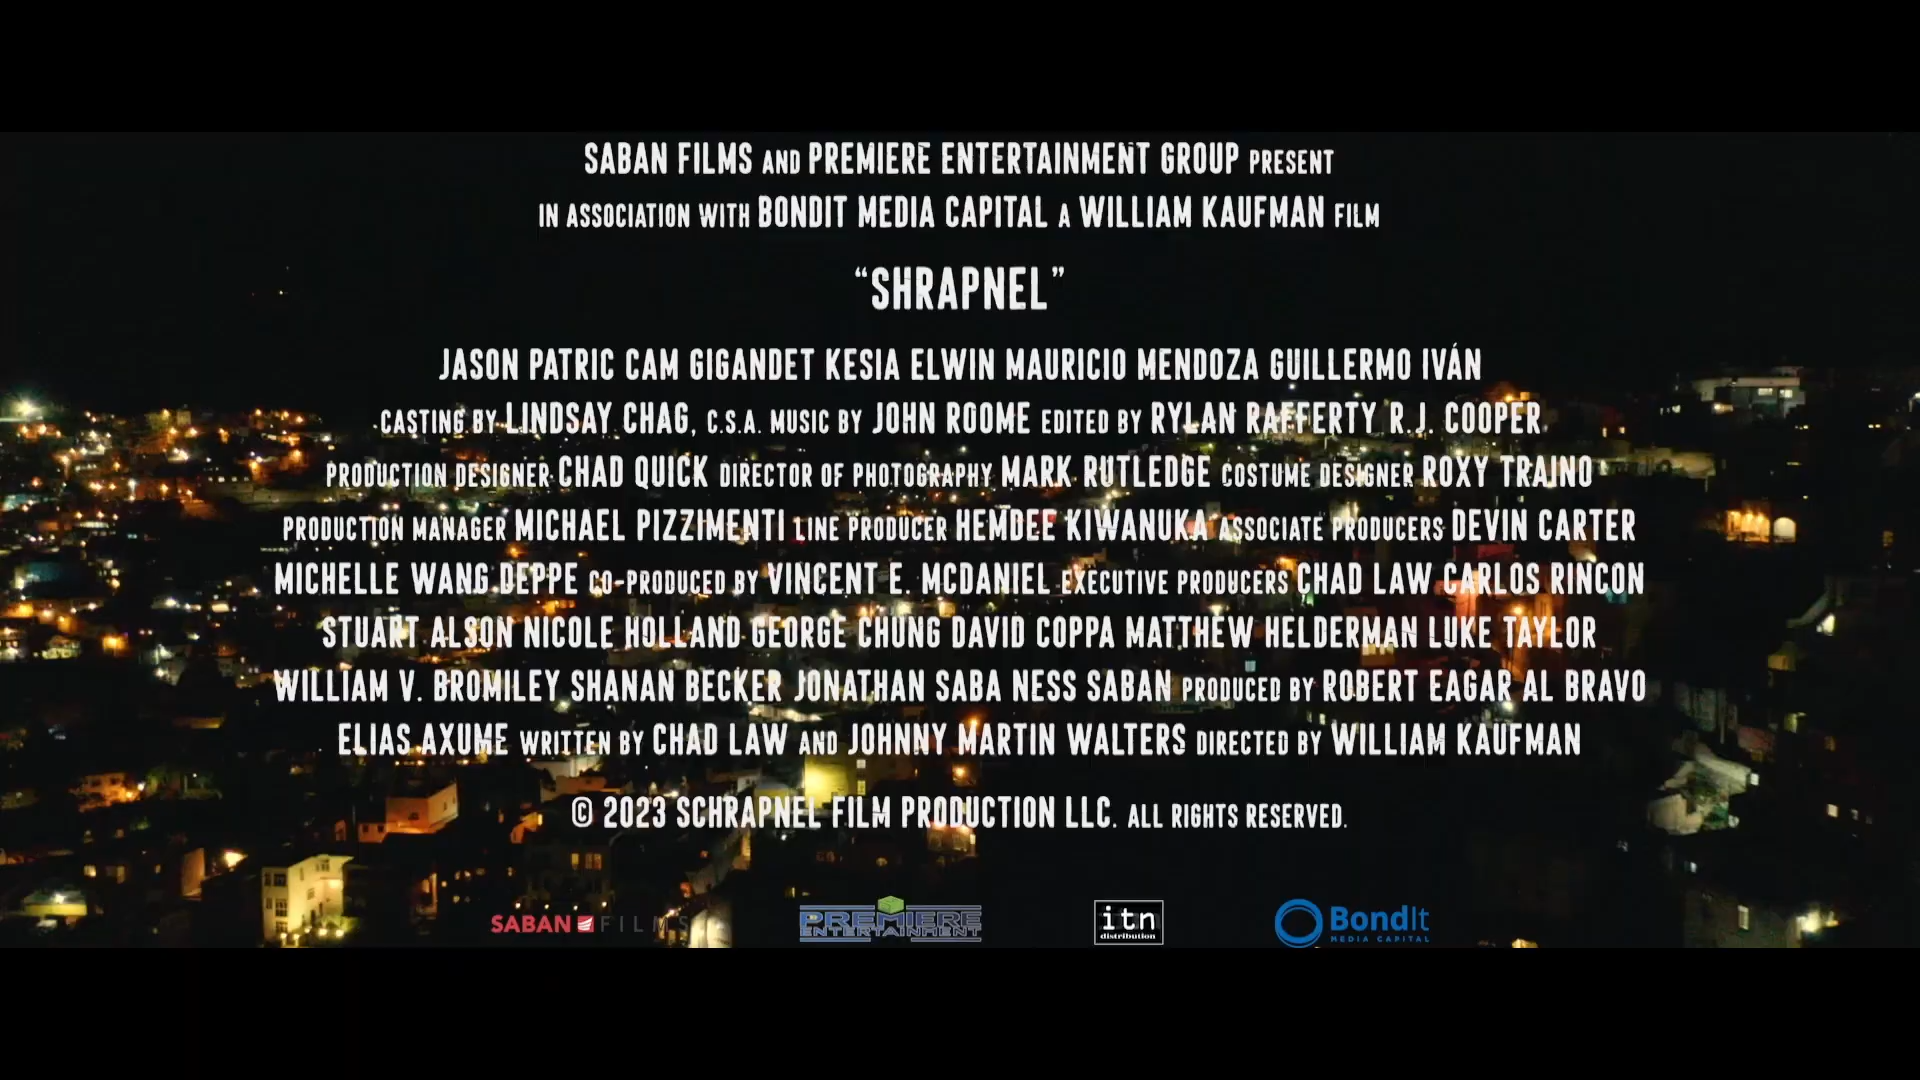 SABAN FILMS AND PREMIERE ENTERTAINMENT GROUP PRESENT
IN ASSOCIATION WITH BONDIT MEDIA CAPITAL A WILLIAM KAUFMAN FILM
“SHRAPNEL”
JASON PATRIC CAM GIGANDET KESIA ELWIN MAURICIO MENDOZA GUILLERMO IVÁN
CASTING BY LINDSAY CHAG, C.S.A. MUSIC BY JOHN ROOME EDITED BY RYLAN RAFFERTY R.J. COOPER
PRODUCTION DESIGNER CHAD QUICK DIRECTOR OF PHOTOGRAPHY MARK RUTLEDGE COSTUME DESIGNER ROXY TRAINO
PRODUCTION MANAGER MICHAEL PIZZIMENTI LINE PRODUCER HEMDEE KIWANUKA ASSOCIATE PRODUCERS DEVIN CARTER
MICHELLE WANG DEPPE CO-PRODUCED BY VINCENT E. MCDANIEL EXECUTIVE PRODUCERS CHAD LAW CARLOS RINCON
STUART ALSON NICOLE HOLLAND GEORGE CHUNG DAVID COPPA MATTHEW HELDERMAN LUKE TAYLOR
WILLIAM V. BROMILEY SHANAN BECKER JONATHAN SABA NESS SABAN PRODUCED BY ROBERT EAGAR AL BRAVO
ELIAS AXUME WRITTEN BY CHAD LAW AND JOHNNY MARTIN WALTERS DIRECTED BY WILLIAM KAUFMAN
© 2023 SCHRAPNEL FILM PRODUCTION LLC. ALL RIGHTS RESERVED.
SABAN FILMS
PREMIERE
ENTERTAINMENT
itn
distribution
BondIt
MEDIA CAPITAL